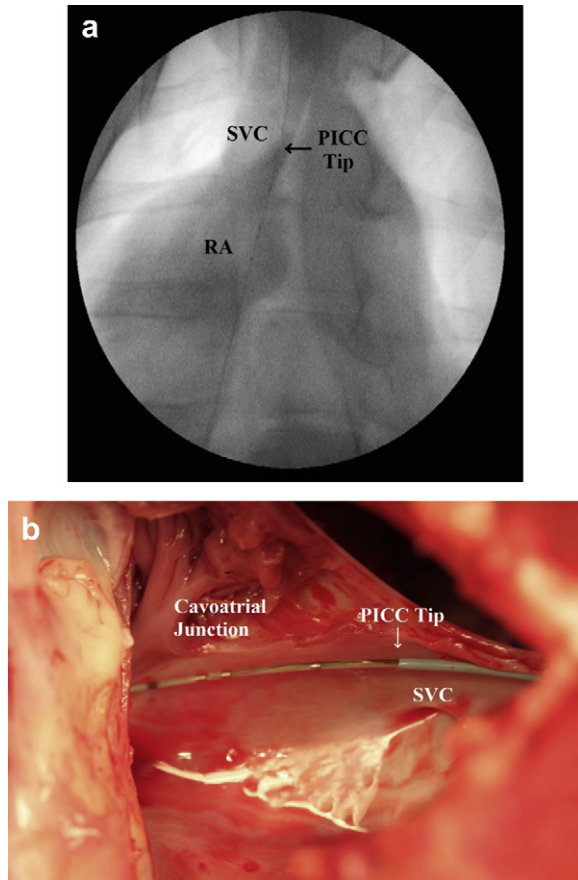 a
SVC
PICC
Tip
RA
b
Cavoatrial
Junction
PICC Tip
SVC